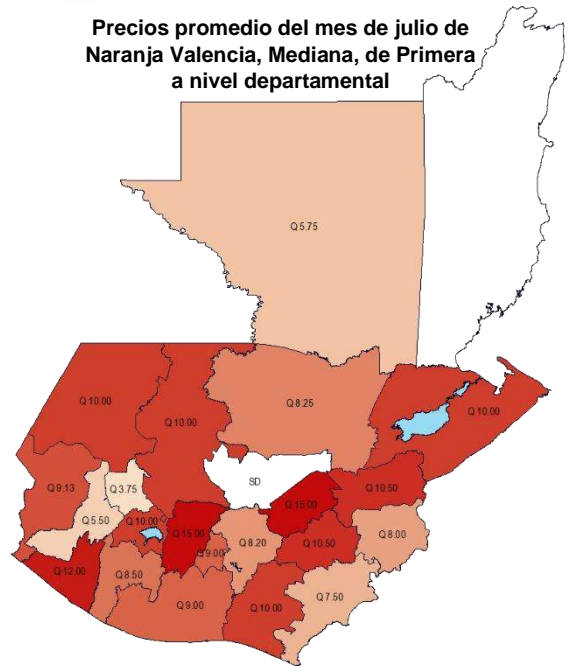 Precios promedio del mes de julio de
Naranja Valencia, Mediana, de Primera
a nivel departamental
Q 5.75
Q 10.00
Q 10.00
Q 8.25
Q 10.00
Q 9.13
Q 3.75
SD
Q 10.50
Q 5.50
Q 10.00
Q 15.00
Q 15.00
Q 9.00
Q 8.20
Q 10.50
Q 8.00
Q 12.00
Q 8.50
Q 9.00
Q 10.00
Q 7.50